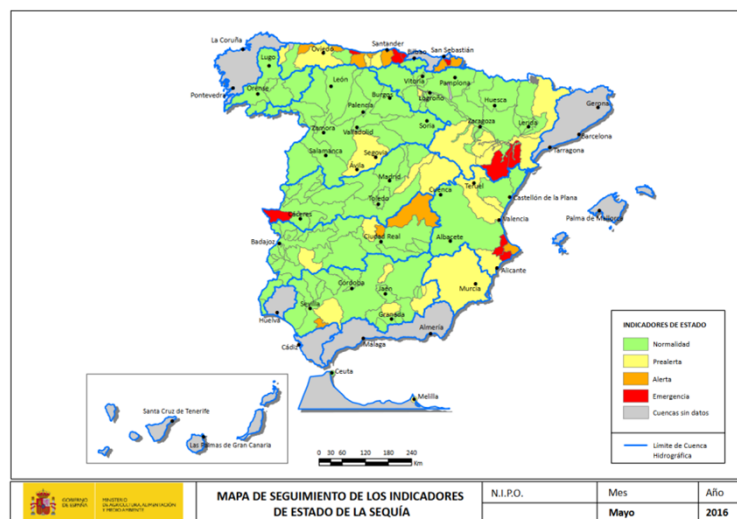 La Coruña
Lugo
Oviedo
Santander
Bilbao
San Sebastián
Pontevedra
Orense
León
Burgos
Vitoria
Pamplona
Logroño
Huesca
Gerona
Palencia
Zamora
Valladolid
Soria
Zaragoza
Lerida
Barcelona
Tarragona
Salamanca
Segovia
Ávila
Madrid
Teruel
Cuenca
Castellón de la Plana
Toledo
Cáceres
Valencia
Palma de Mallorca
Badajoz
Ciudad Real
Albacete
Alicante
Murcia
Córdoba
Jaén
Sevilla
Huelva
Granada
Almería
Málaga
Cádiz
Ceuta
Melilla
Santa Cruz de Tenerife
Las Palmas de Gran Canaria
INDICADORES DE ESTADO
Normalidad
Prealerta
Alerta
Emergencia
Cuencas sin datos
Límite de Cuenca
Hidrográfica
0 30 60 120 180 240
Km
GOBIERNO
DE ESPAÑA
MINISTERIO
DE AGRICULTURA, ALIMENTACIÓN
Y MEDIO AMBIENTE
MAPA DE SEGUIMIENTO DE LOS INDICADORES
DE ESTADO DE LA SEQUÍA
N.I.P.O.
Mes
Año
Mayo
2016